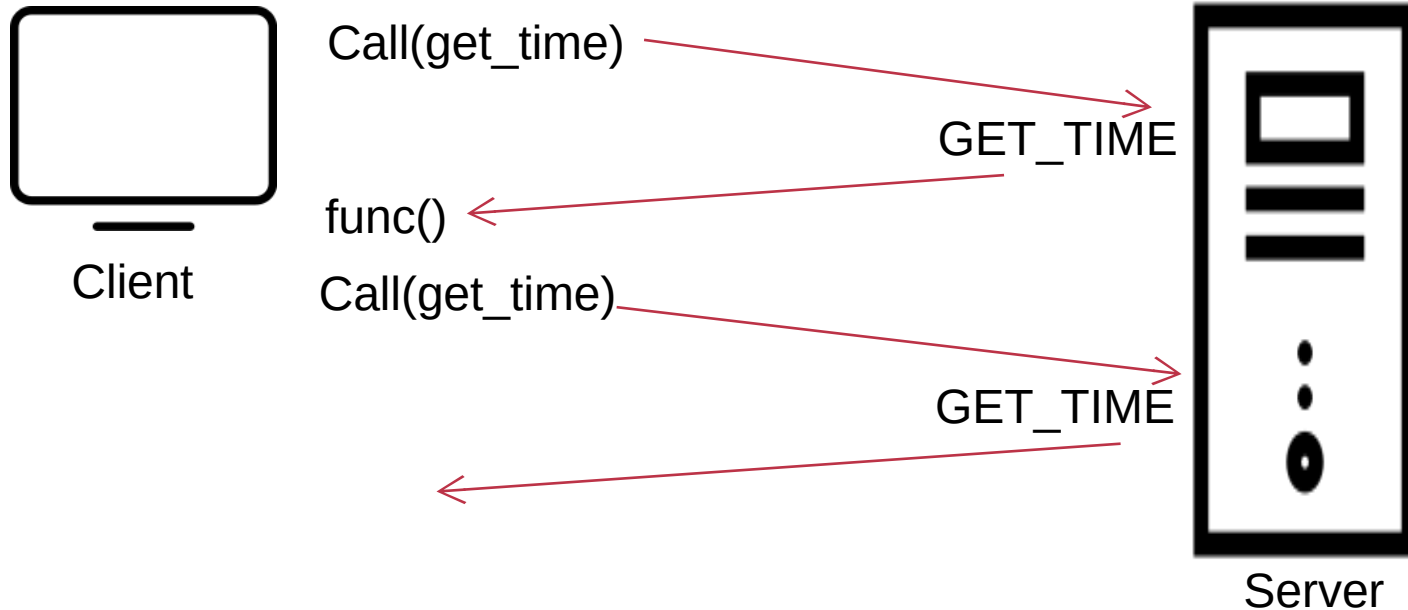 Call(get_time)
GET_TIME
func()
Client
Call(get_time)
GET_TIME
Server